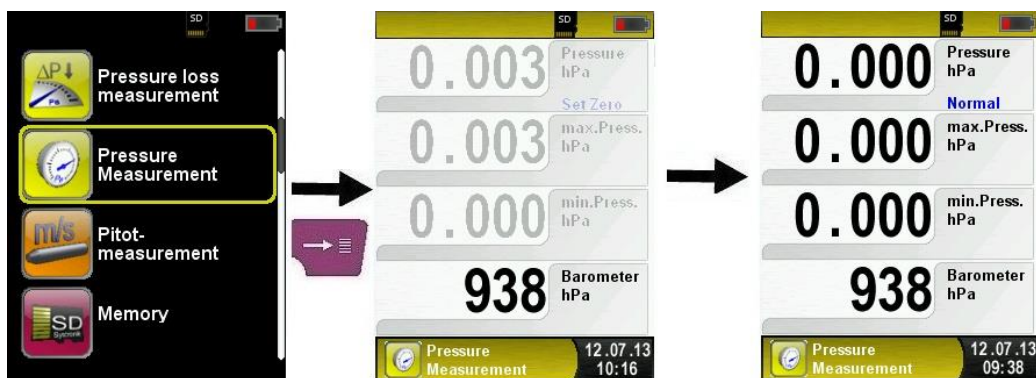 SD
ΔP↓
Pa
Pressure loss
measurement
Pressure
Measurement
m/s
Pitot-
measurement
SD
Systronik
Memory
SD
0.003
Pressure
hPa
Set Zero
0.003
max.Press.
hPa
0.000
min.Press.
hPa
938
Barometer
hPa
Pressure
Measurement
12.07.13
10:16
SD
0.000
Pressure
hPa
Normal
0.000
max.Press.
hPa
0.000
min.Press.
hPa
938
Barometer
hPa
Pressure
Measurement
12.07.13
09:38